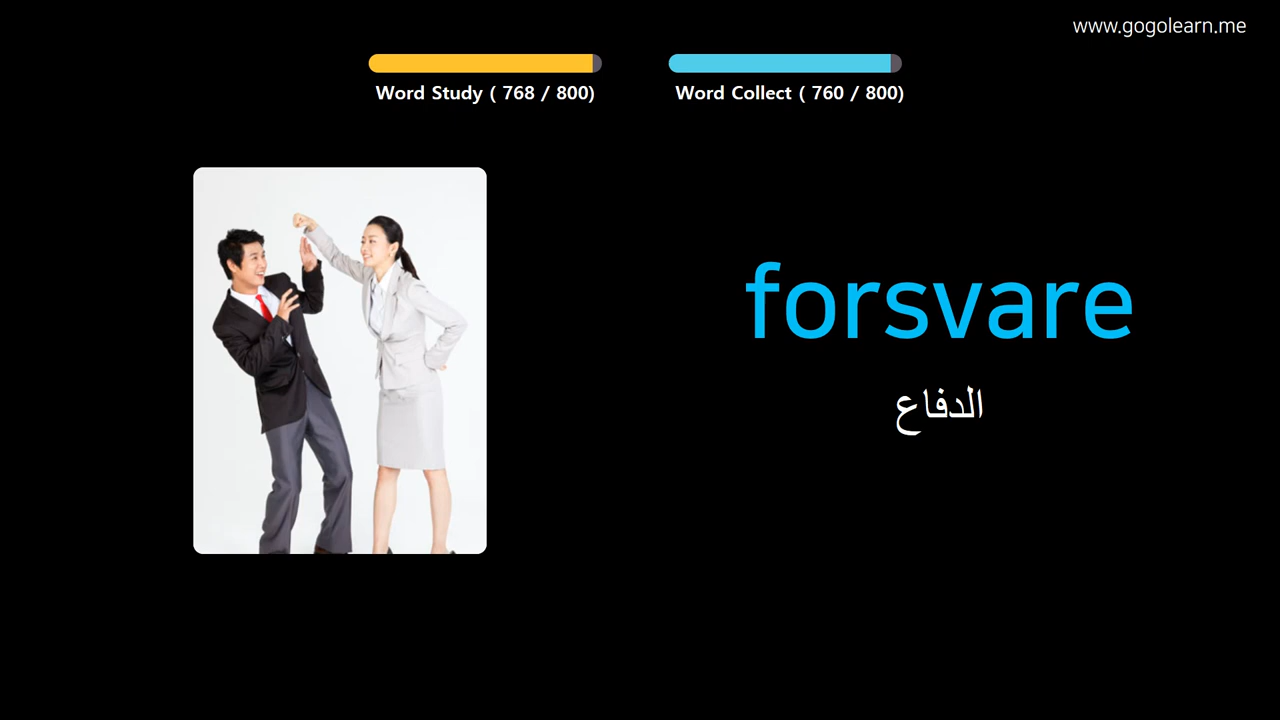 www.gogolearn.me
Word Study ( 768 / 800)
Word Collect ( 760 / 800)
forsvare
الدفاع